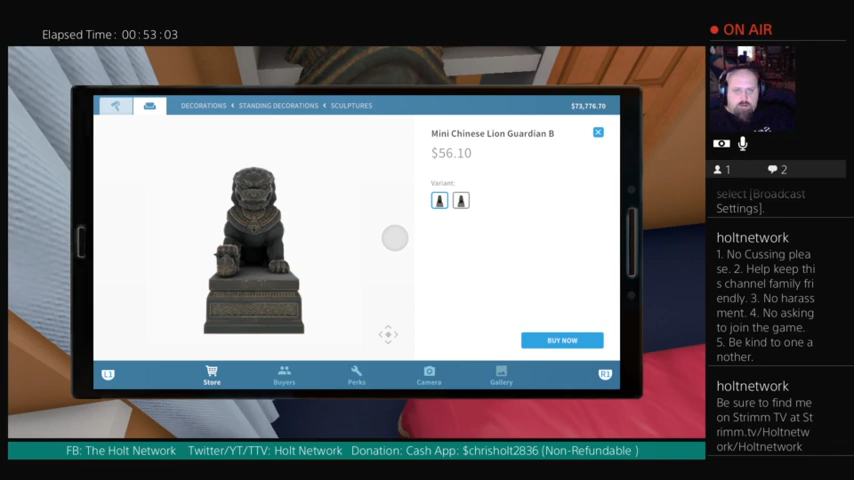 Elapsed Time : 00:53:03
ON AIR
DECORATIONS < STANDING DECORATIONS < SCULPTURES
$73,776.70
Mini Chinese Lion Guardian B
$56.10
Variant:
BUY NOW
L1
Store
Buyers
Perks
Camera
Gallery
R1
1
2
select [Broadcast
Settings].
holtnetwork
1. No Cussing plea
se. 2. Help keep thi
s channel family fri
endly. 3. No harass
ment. 4. No asking
to join the game.
5. Be kind to one a
nother.
holtnetwork
Be sure to find me
on Strimm TV at St
rimm.tv/Holtnetw
ork/Holtnetwork
FB: The Holt Network Twitter/YT/TTV: Holt Network Donation: Cash App: $chrisholt2836 (Non-Refundable )